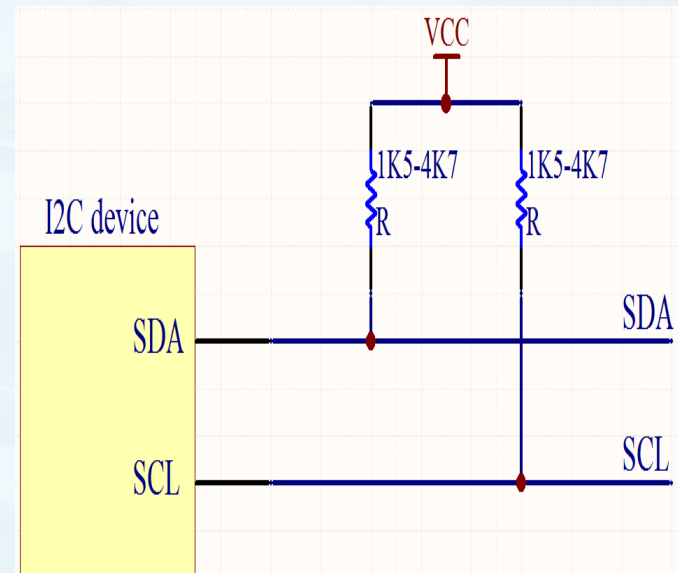 VCC
1K5-4K7
1K5-4K7
R
R
I2C device
SDA
SDA
SCL
SCL